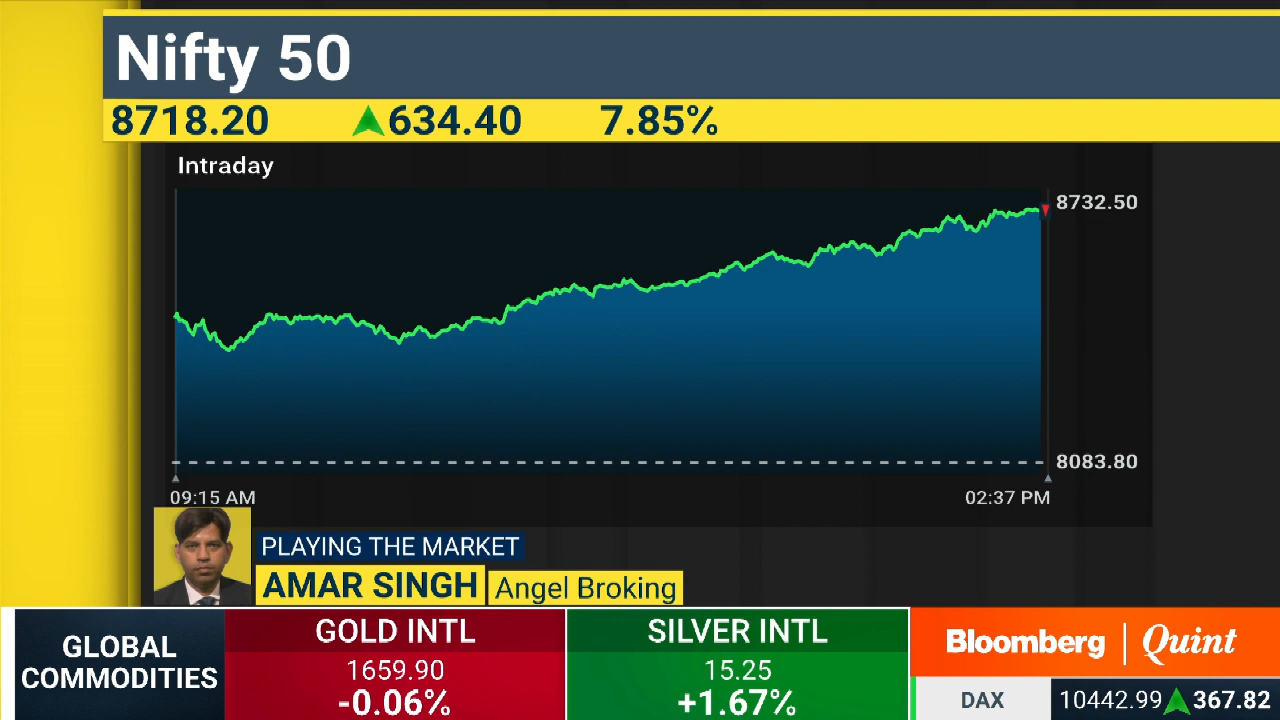 Nifty 50
8718.20 ▲634.40 7.85%
Intraday
8732.50
8083.80
09:15 AM 02:37 PM
PLAYING THE MARKET
AMAR SINGH Angel Broking
GLOBAL COMMODITIES
GOLD INTL
1659.90
-0.06%
SILVER INTL
15.25
+1.67%
Bloomberg | Quint
DAX 10442.99▲367.82